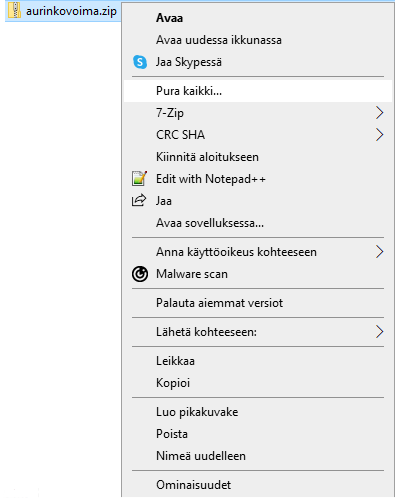 aurinkovoima.zip
Avaa
Avaa uudessa ikkunassa
Jaa Skypessä
Pura kaikki...
7-Zip
CRC SHA
Kiinnitä aloitukseen
Edit with Notepad++
Jaa
Avaa sovelluksessa...
Anna käyttöoikeus kohteeseen
Malware scan
Palauta aiemmat versiot
Lähetä kohteeseen:
Leikkaa
Kopioi
Luo pikakuvake
Poista
Nimeä uudelleen
Ominaisuudet